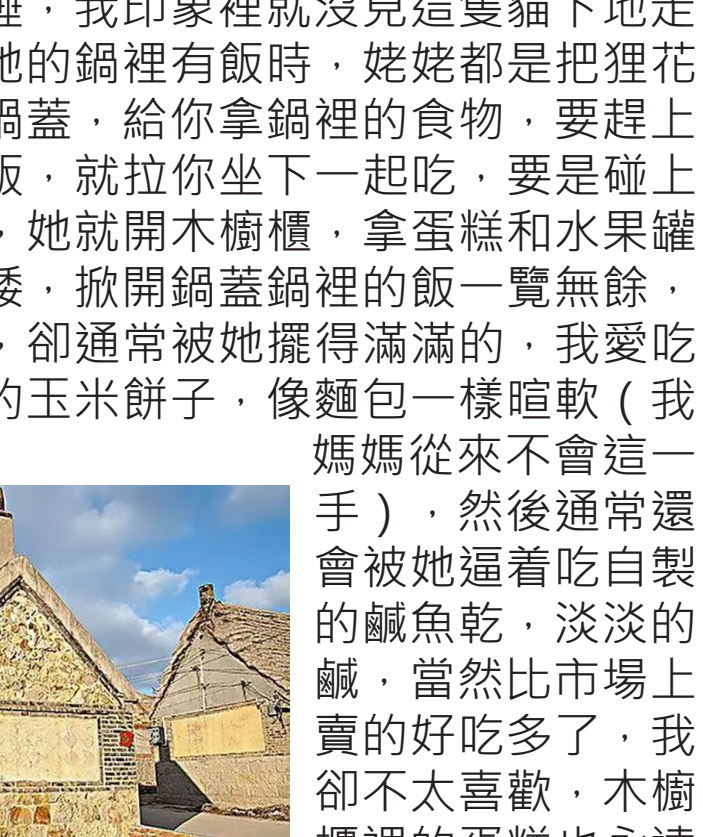 睡，我印象裡就沒見這隻貓下地走
她的鍋裡有飯時，姥姥都是把狸花
鍋蓋，給你拿鍋裡的食物，要趕上
飯，就拉你坐下一起吃，要是碰上
，她就開木櫥櫃，拿蛋糕和水果罐
矮，掀開鍋蓋鍋裡的飯一覽無餘，
，卻通常被她擺得滿滿的，我愛吃
的玉米餅子，像麵包一樣暄軟（我
媽媽從來不會這一
手），然後通常還
會被她逼着吃自製
的鹹魚乾，淡淡的
鹹，當然比市場上
賣的好吃多了，我
卻不太喜歡，木櫥
櫃裡的蛋糕也永遠